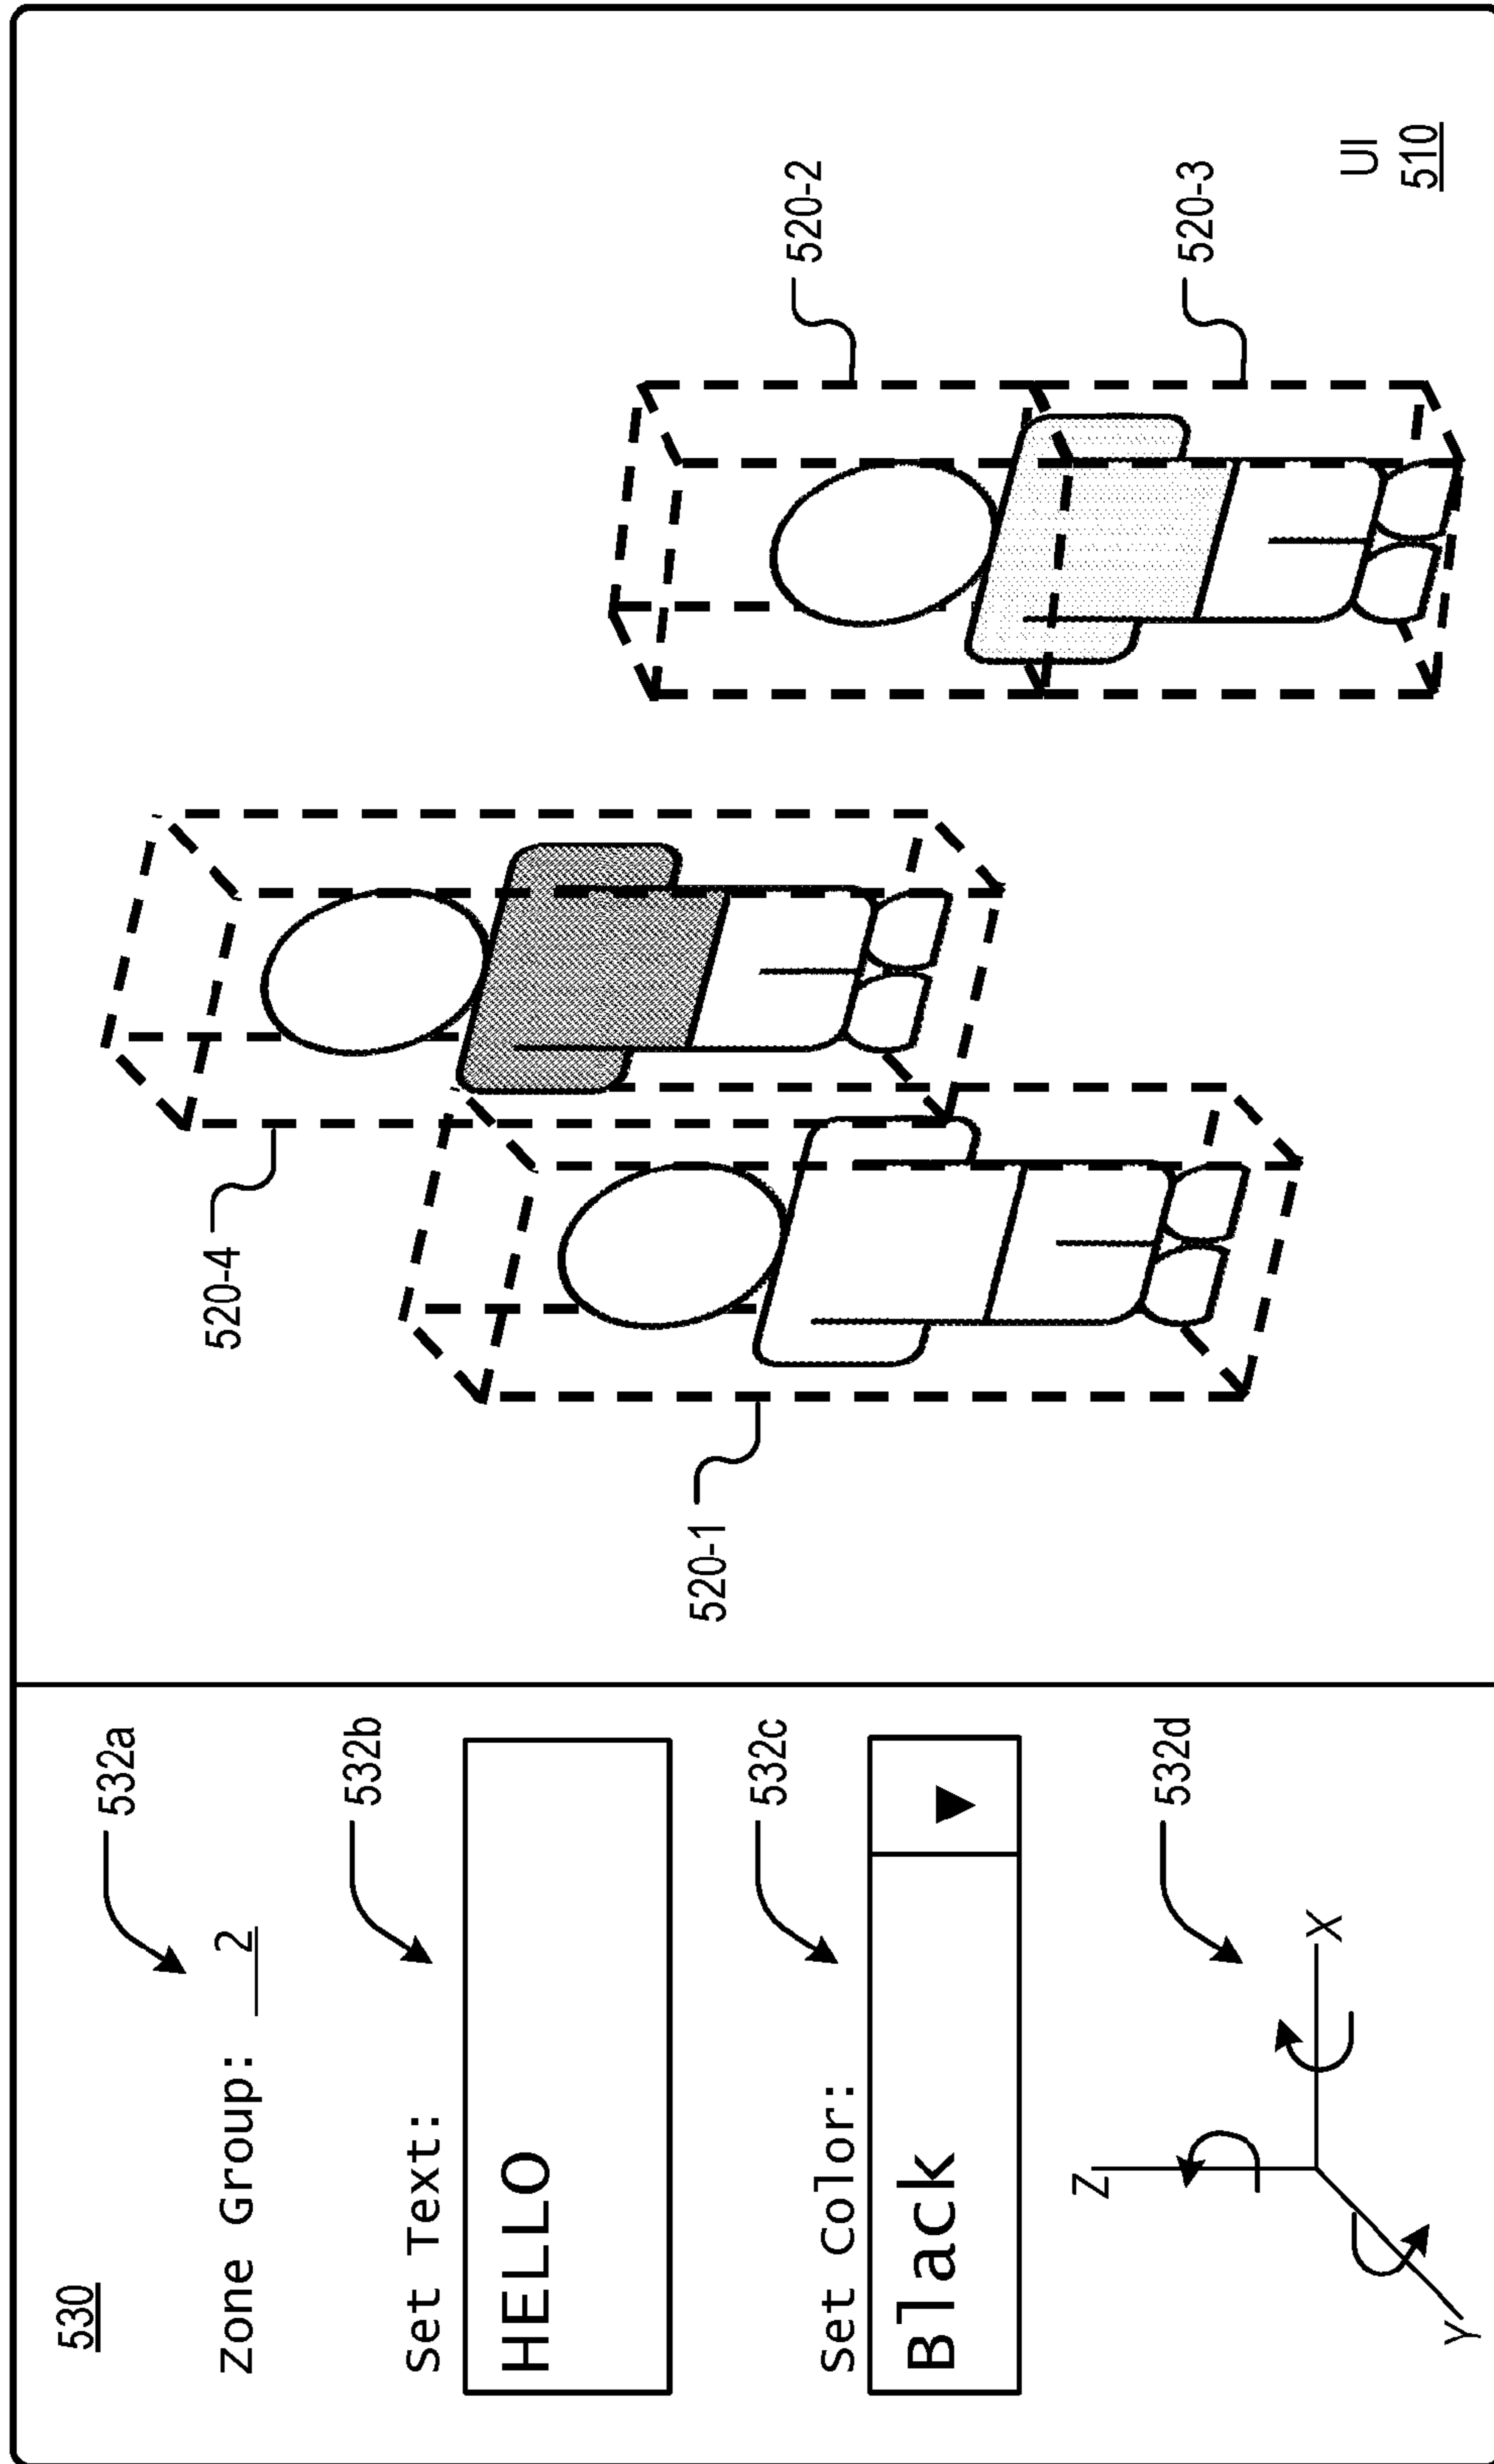 530
532a
Zone Group: 2
532b
Set Text:
HELLO
532c
Set Color:
Black
532d
Z
X
Y
520-4
520-1
520-2
520-3
UI
510